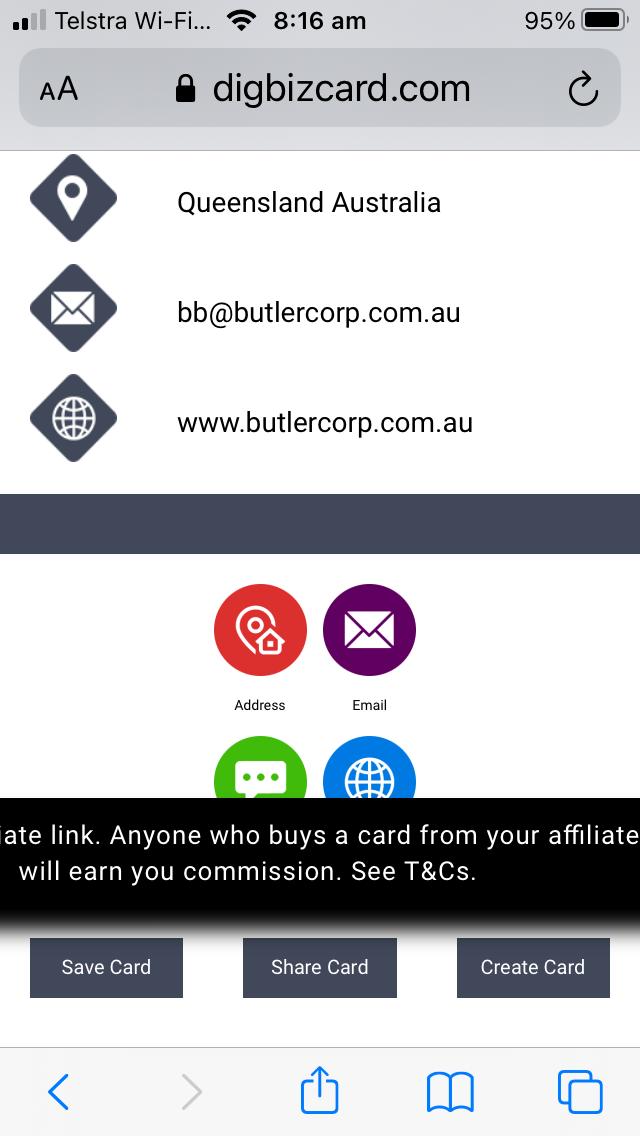 Telstra Wi-Fi... 8:16 am 95%
AA digbizcard.com
Queensland Australia
bb@butlercorp.com.au
www.butlercorp.com.au
Address Email
link. Anyone who buys a card from your affiliate
will earn you commission. See T&Cs.
Save Card Share Card Create Card